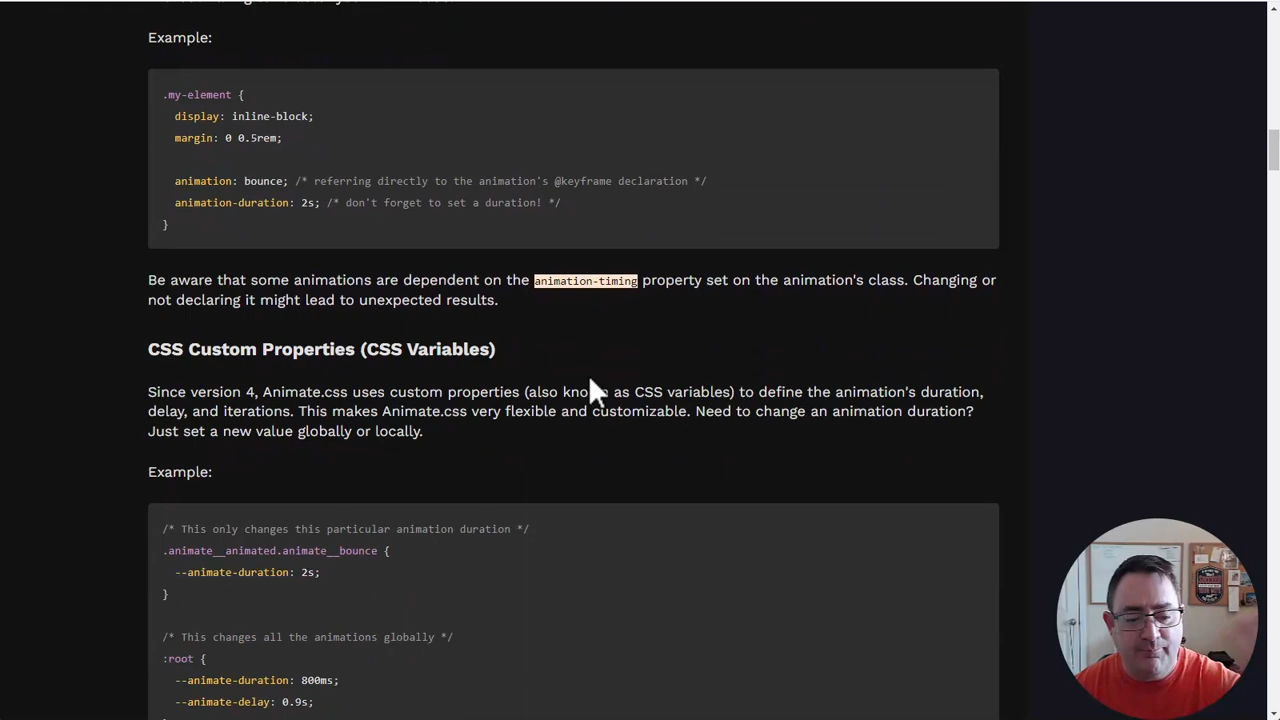 Example:
.my-element {
display: inline-block;
margin: 0 0.5rem;
animation: bounce; /* referring directly to the animation's @keyframe declaration */
animation-duration: 2s; /* don't forget to set a duration! */
}
Be aware that some animations are dependent on the animation-timing property set on the animation's class. Changing or
not declaring it might lead to unexpected results.
CSS Custom Properties (CSS Variables)
Since version 4, Animate.css uses custom properties (also known as CSS variables) to define the animation's duration,
delay, and iterations. This makes Animate.css very flexible and customizable. Need to change an animation duration?
Just set a new value globally or locally.
Example:
/* This only changes this particular animation duration */
.animate__animated.animate__bounce {
--animate-duration: 2s;
}
/* This changes all the animations globally */
:root {
--animate-duration: 800ms;
--animate-delay: 0.9s;